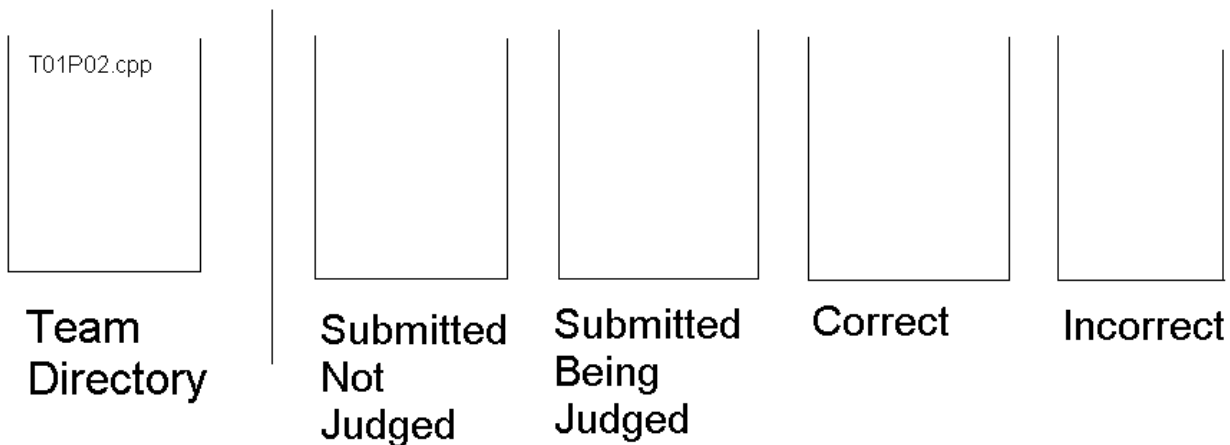 T01P02.cpp
Team
Directory
Submitted
Not
Judged
Submitted
Being
Judged
Correct
Incorrect